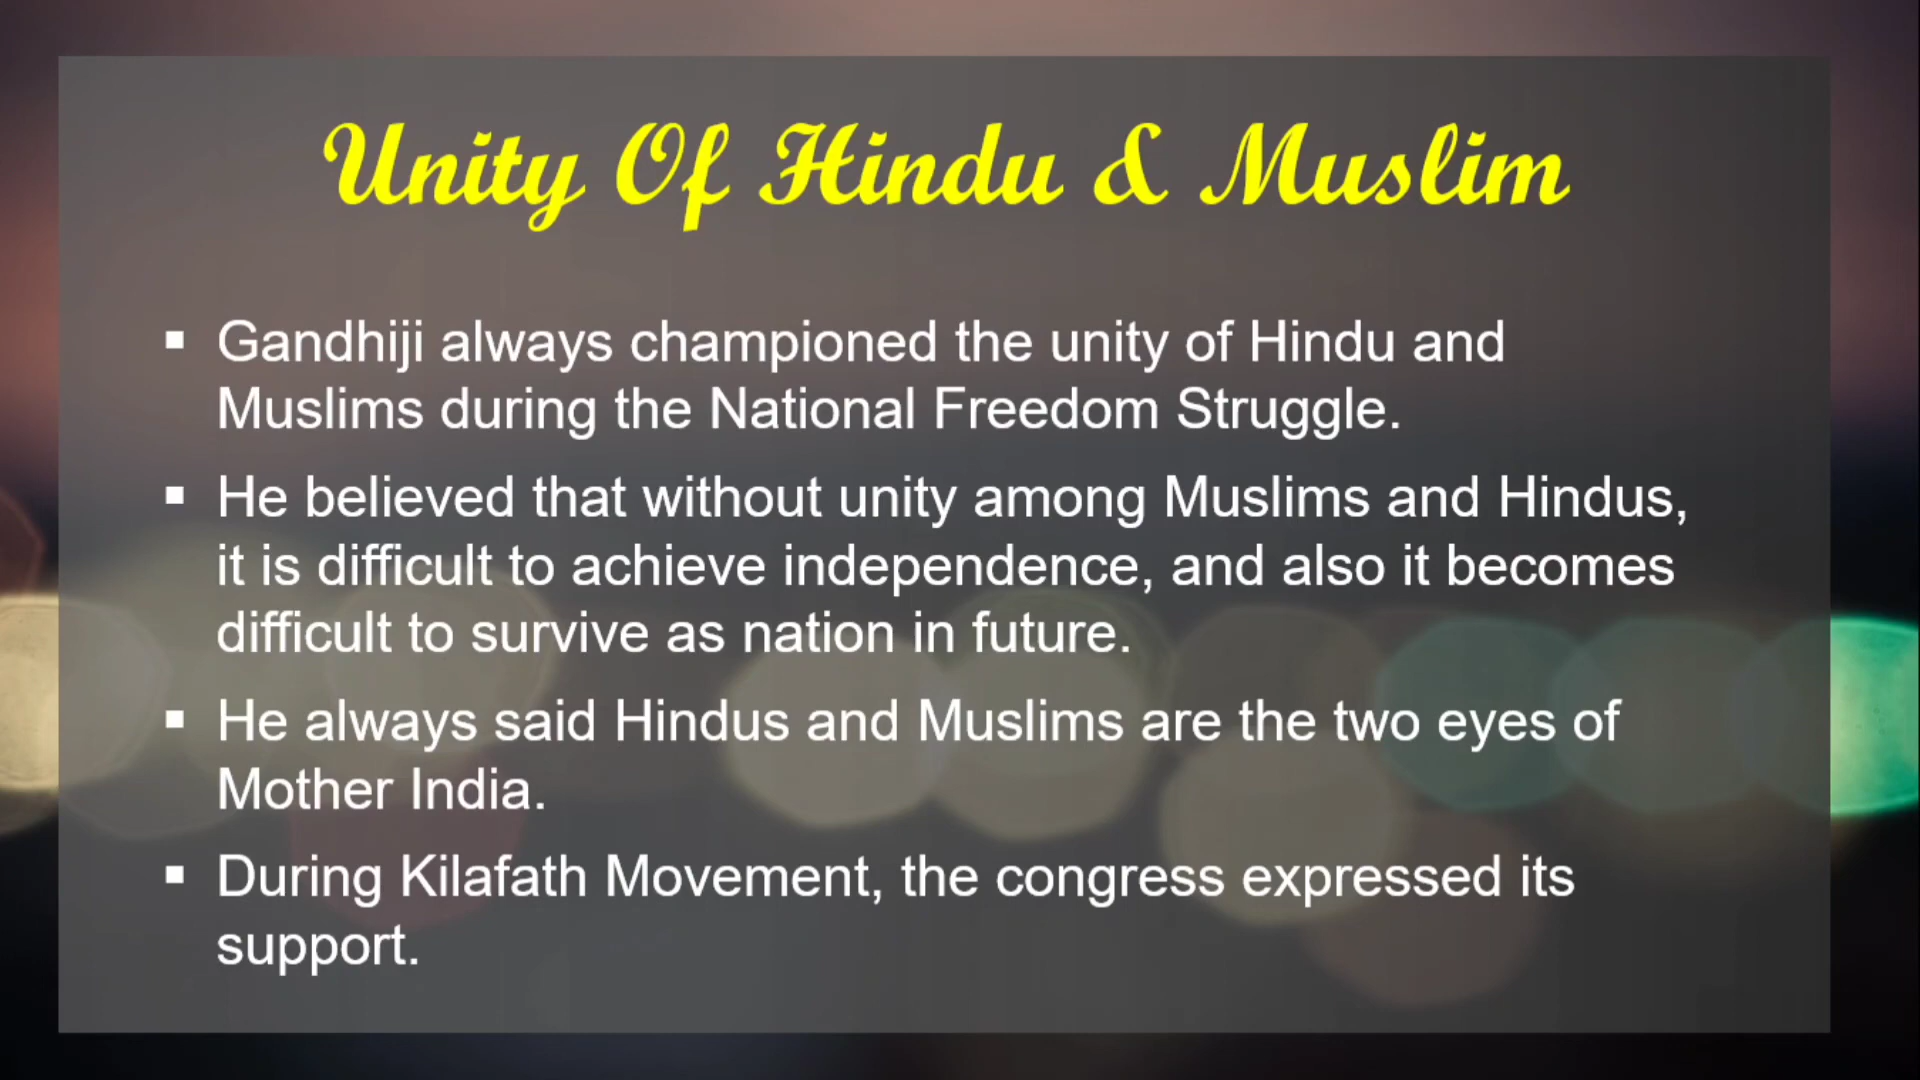 Unity Of Hindu & Muslim
▪ Gandhiji always championed the unity of Hindu and
Muslims during the National Freedom Struggle.
▪ He believed that without unity among Muslims and Hindus,
it is difficult to achieve independence, and also it becomes
difficult to survive as nation in future.
▪ He always said Hindus and Muslims are the two eyes of
Mother India.
▪ During Kilafath Movement, the congress expressed its
support.